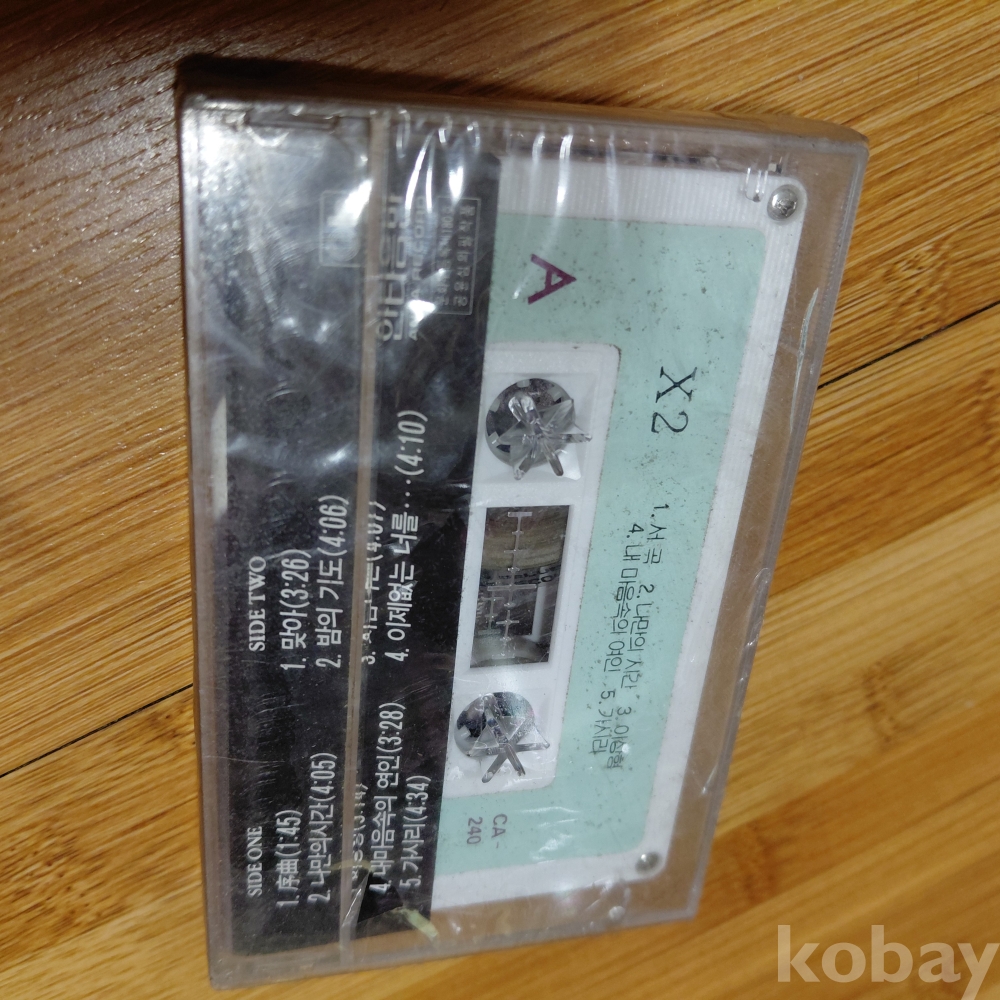 A
X2
1.서 곡 2.나만의 시간 3.이등병
4.내 마음속의 여인 5.가시리
CA-
240
SIDE ONE
1. 序曲(1:45)
2. 나만의시간(4:05)
4. 내마음속의 연인(3:28)
5. 가시리(4:34)
SIDE TWO
1. 맞아(3:26)
2. 밤의 기도(4:06)
4. 이제없는 너를···(4:10)
kobay